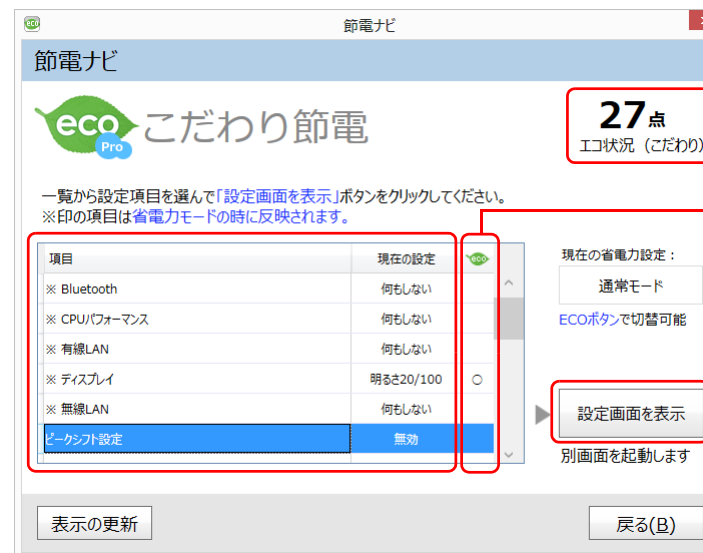 eco 節電ナビ
節電ナビ
eco Pro こだわり節電
27点
エコ状況（こだわり）
一覧から設定項目を選んで「設定画面を表示」ボタンをクリックしてください。
※印の項目は省電力モードの時に反映されます。
項目 現在の設定 eco
※ Bluetooth 何もしない
※ CPUパフォーマンス 何もしない
※ 有線LAN 何もしない
※ ディスプレイ 明るさ20/100 ○
※ 無線LAN 何もしない
ピークシフト設定 無効
現在の省電力設定：
通常モード
ECOボタンで切替可能
設定画面を表示
別画面を起動します
表示の更新 戻る(B)